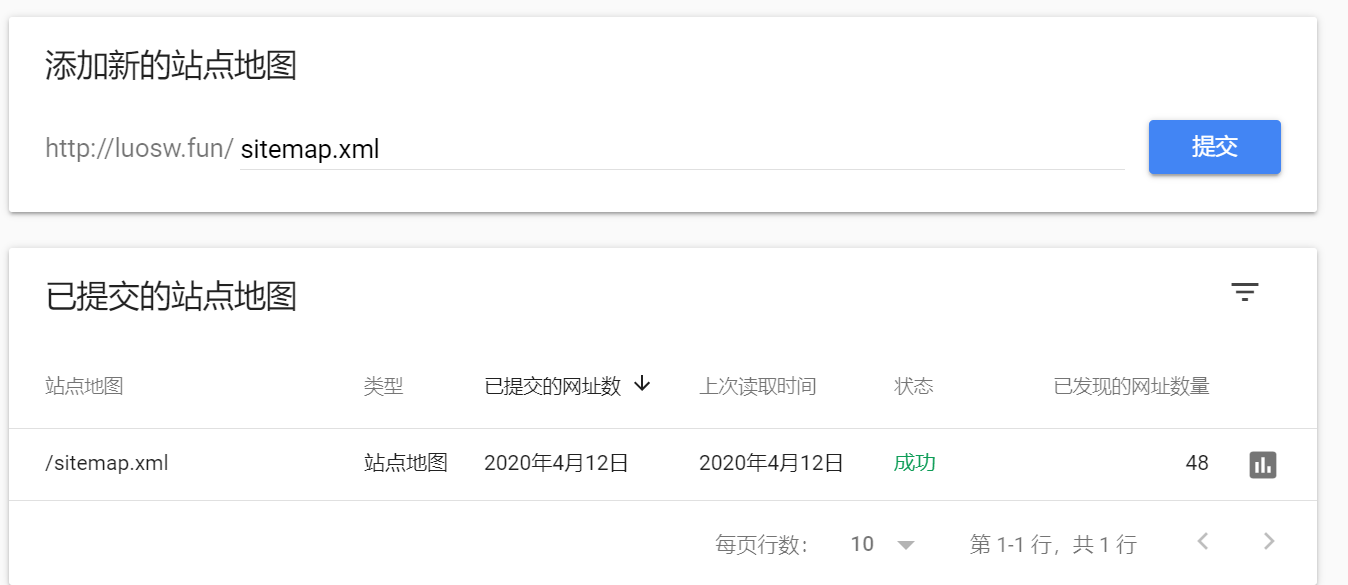 添加新的站点地图
http://luosw.fun/ sitemap.xml
提交
已提交的站点地图
站点地图 类型 已提交的网址数 上次读取时间 状态 已发现的网址数量
/sitemap.xml 站点地图 2020年4月12日 2020年4月12日 成功 48
每页行数： 10 第 1-1 行，共 1 行